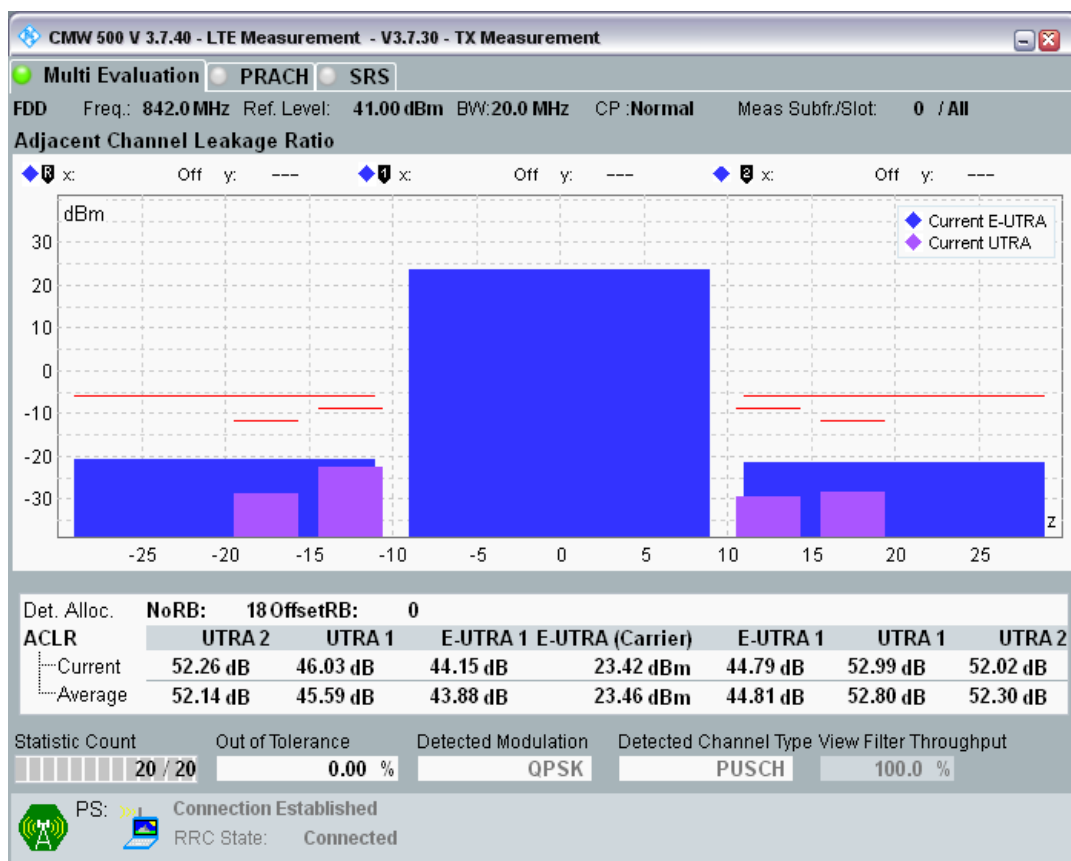 CMW 500 V 3.7.40 - LTE Measurement - V3.7.30 - TX Measurement
Multi Evaluation PRACH SRS
FDD Freq.: 842.0 MHz Ref. Level: 41.00 dBm BW:20.0 MHz CP :Normal Meas Subfr./Slot: 0 / All
Adjacent Channel Leakage Ratio
R x: Off y: --- 1 x: Off y: --- 2 x: Off y: ---
dBm
Current E-UTRA
Current UTRA
30
20
10
0
-10
-20
-30
z
-25 -20 -15 -10 -5 0 5 10 15 20 25
Det. Alloc. NoRB: 18 OffsetRB: 0
ACLR UTRA 2 UTRA 1 E-UTRA 1 E-UTRA (Carrier) E-UTRA 1 UTRA 1 UTRA 2
Current 52.26 dB 46.03 dB 44.15 dB 23.42 dBm 44.79 dB 52.99 dB 52.02 dB
Average 52.14 dB 45.59 dB 43.88 dB 23.46 dBm 44.81 dB 52.80 dB 52.30 dB
Statistic Count Out of Tolerance Detected Modulation Detected Channel Type View Filter Throughput
20 / 20 0.00 % QPSK PUSCH 100.0 %
PS: Connection Established
RRC State: Connected